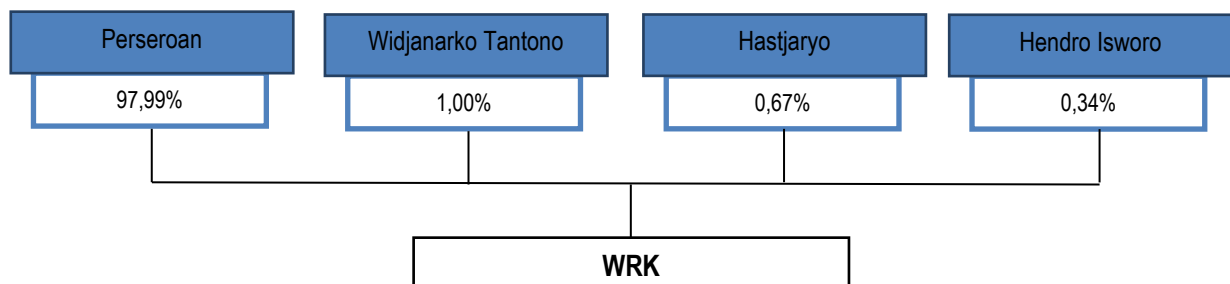 Perseroan
Widjanarko Tantono
Hastjaryo
Hendro Isworo
97,99%
1,00%
0,67%
0,34%
WRK